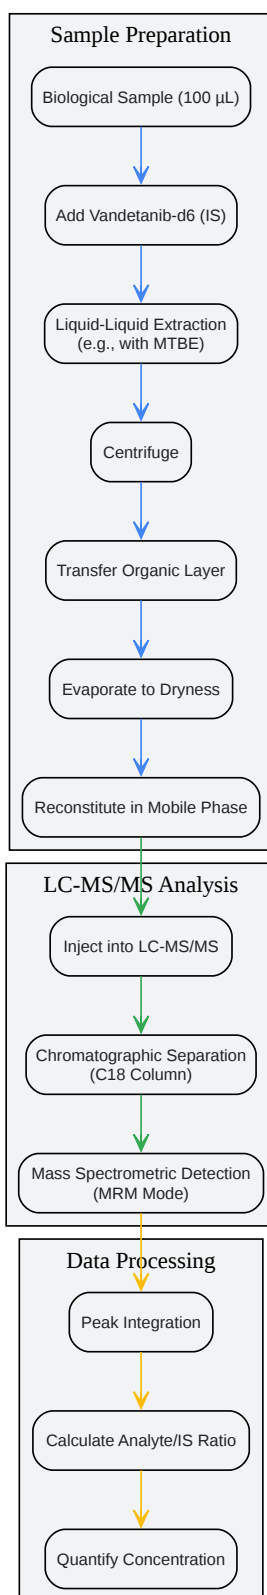 Sample Preparation
Biological Sample (100 µL)
Add Vandetanib-d6 (IS)
Liquid-Liquid Extraction
(e.g., with MTBE)
Centrifuge
Transfer Organic Layer
Evaporate to Dryness
Reconstitute in Mobile Phase
LC-MS/MS Analysis
Inject into LC-MS/MS
Chromatographic Separation
(C18 Column)
Mass Spectrometric Detection
(MRM Mode)
Data Processing
Peak Integration
Calculate Analyte/IS Ratio
Quantify Concentration